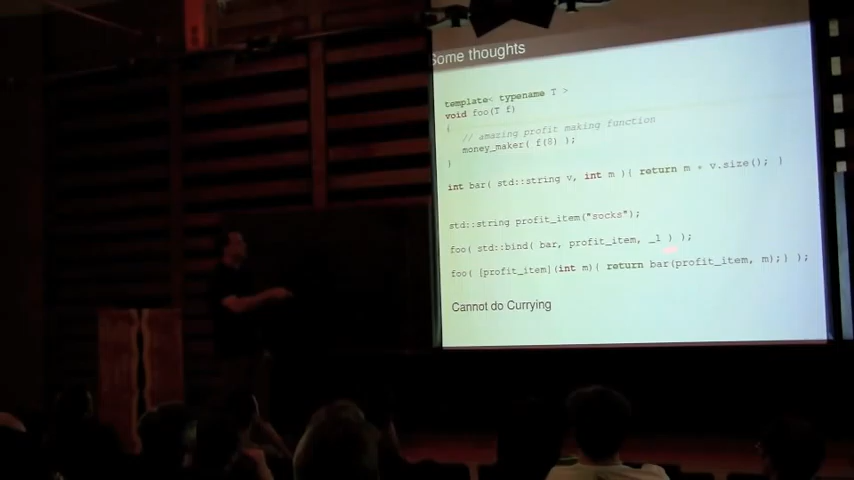 Some thoughts
template< typename T >
void foo(T f)
{
// amazing profit making function
money_maker( f(8) );
}
int bar( std::string v, int m ){ return m + v.size(); }
std::string profit_item("socks");
foo( std::bind( bar, profit_item, _1 ) );
foo( [profit_item](int m){ return bar(profit_item, m);} );
Cannot do Currying